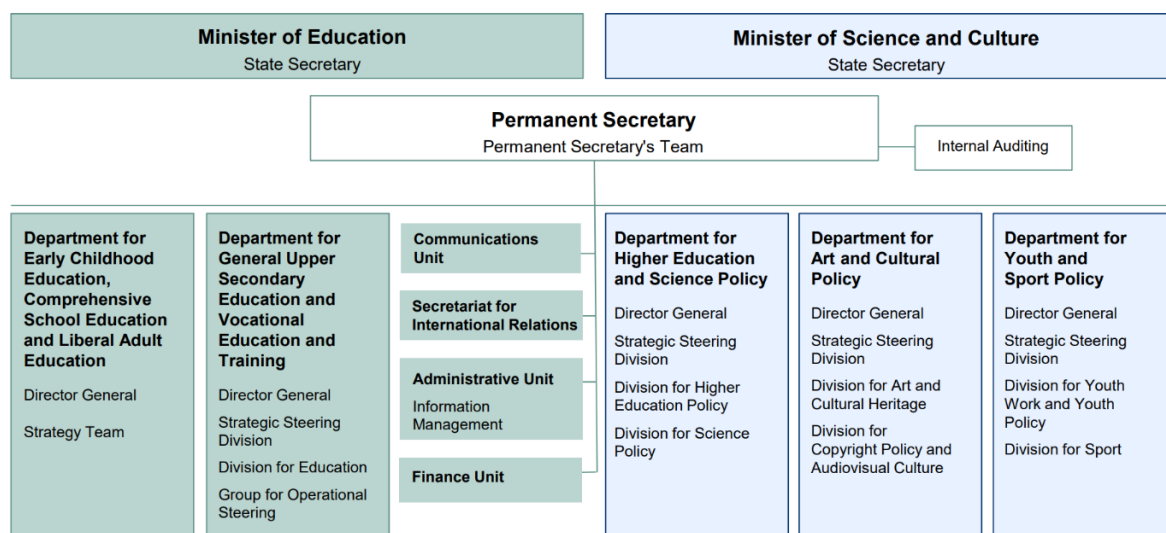 Minister of Education
State Secretary
Minister of Science and Culture
State Secretary
Permanent Secretary
Permanent Secretary's Team
Internal Auditing
Department for
Early Childhood
Education,
Comprehensive
School Education
and Liberal Adult
Education
Director General
Strategy Team
Department for
General Upper
Secondary
Education and
Vocational
Education and
Training
Director General
Strategic Steering
Division
Division for Education
Group for Operational
Steering
Communications
Unit
Secretariat for
International Relations
Administrative Unit
Information
Management
Finance Unit
Department for
Higher Education
and Science Policy
Director General
Strategic Steering
Division
Division for Higher
Education Policy
Division for Science
Policy
Department for
Art and Cultural
Policy
Director General
Strategic Steering
Division
Division for Art and
Cultural Heritage
Division for
Copyright Policy and
Audiovisual Culture
Department for
Youth and
Sport Policy
Director General
Strategic Steering
Division
Division for Youth
Work and Youth
Policy
Division for Sport